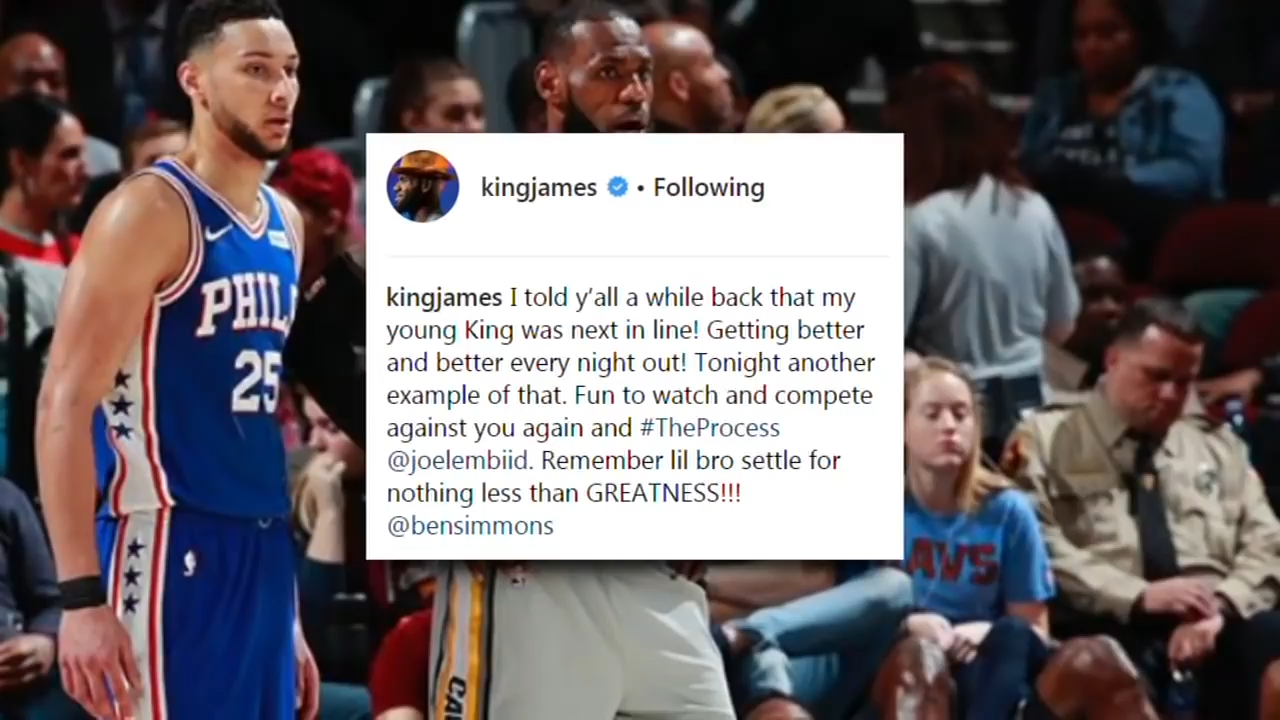 kingjames • Following
kingjames I told y’all a while back that my
young King was next in line! Getting better
and better every night out! Tonight another
example of that. Fun to watch and compete
against you again and #TheProcess
@joelembiid. Remember lil bro settle for
nothing less than GREATNESS!!!
@bensimmons
PHIL
25
AVS
CA